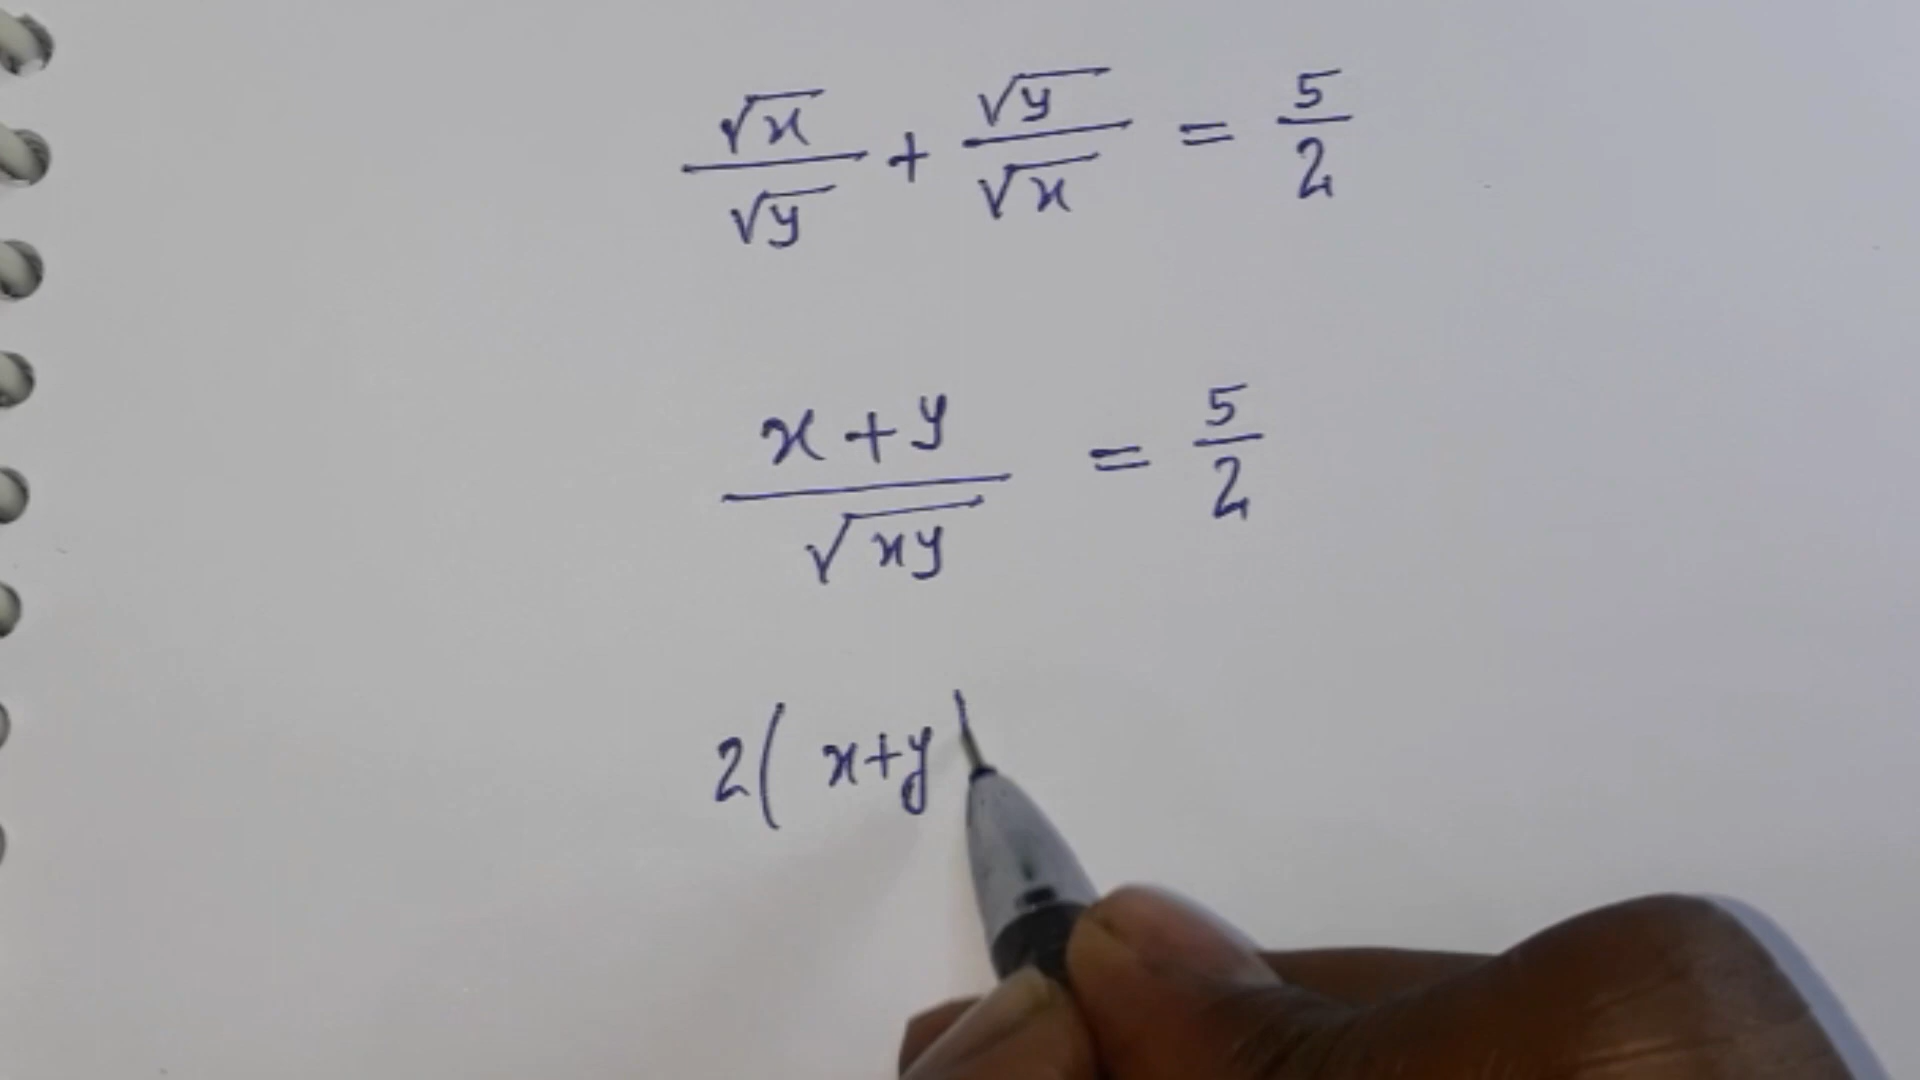 √x/√y + √y/√x = 5/2
x+y/√xy = 5/2
2( x+y )